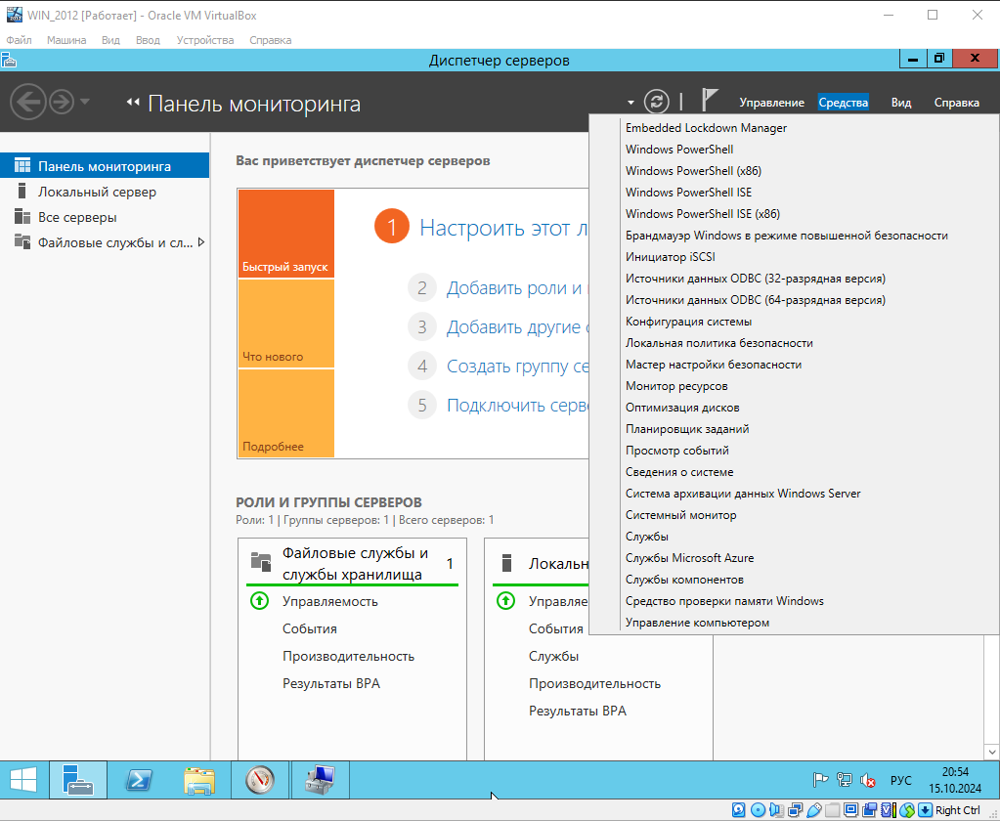 WIN_2012 [Работает] - Oracle VM VirtualBox
Файл Машина Вид Ввод Устройства Справка
Диспетчер серверов
Панель мониторинга
Управление Средства Вид Справка
Панель мониторинга
Локальный сервер
Все серверы
Файловые службы и сл...
Вас приветствует диспетчер серверов
Быстрый запуск
Что нового
Подробнее
1 Настроить этот л
2 Добавить роли и
3 Добавить другие
4 Создать группу се
5 Подключить серв
РОЛИ И ГРУППЫ СЕРВЕРОВ
Роли: 1 | Группы серверов: 1 | Всего серверов: 1
Файловые службы и
службы хранилища
1
Управляемость
События
Производительность
Результаты BPA
Локальн
Управляе
События
Службы
Производительность
Результаты BPA
Embedded Lockdown Manager
Windows PowerShell
Windows PowerShell (x86)
Windows PowerShell ISE
Windows PowerShell ISE (x86)
Брандмауэр Windows в режиме повышенной безопасности
Инициатор iSCSI
Источники данных ODBC (32-разрядная версия)
Источники данных ODBC (64-разрядная версия)
Конфигурация системы
Локальная политика безопасности
Мастер настройки безопасности
Монитор ресурсов
Оптимизация дисков
Планировщик заданий
Просмотр событий
Сведения о системе
Система архивации данных Windows Server
Системный монитор
Службы
Службы Microsoft Azure
Службы компонентов
Средство проверки памяти Windows
Управление компьютером
РУС
20:54
15.10.2024
Right Ctrl